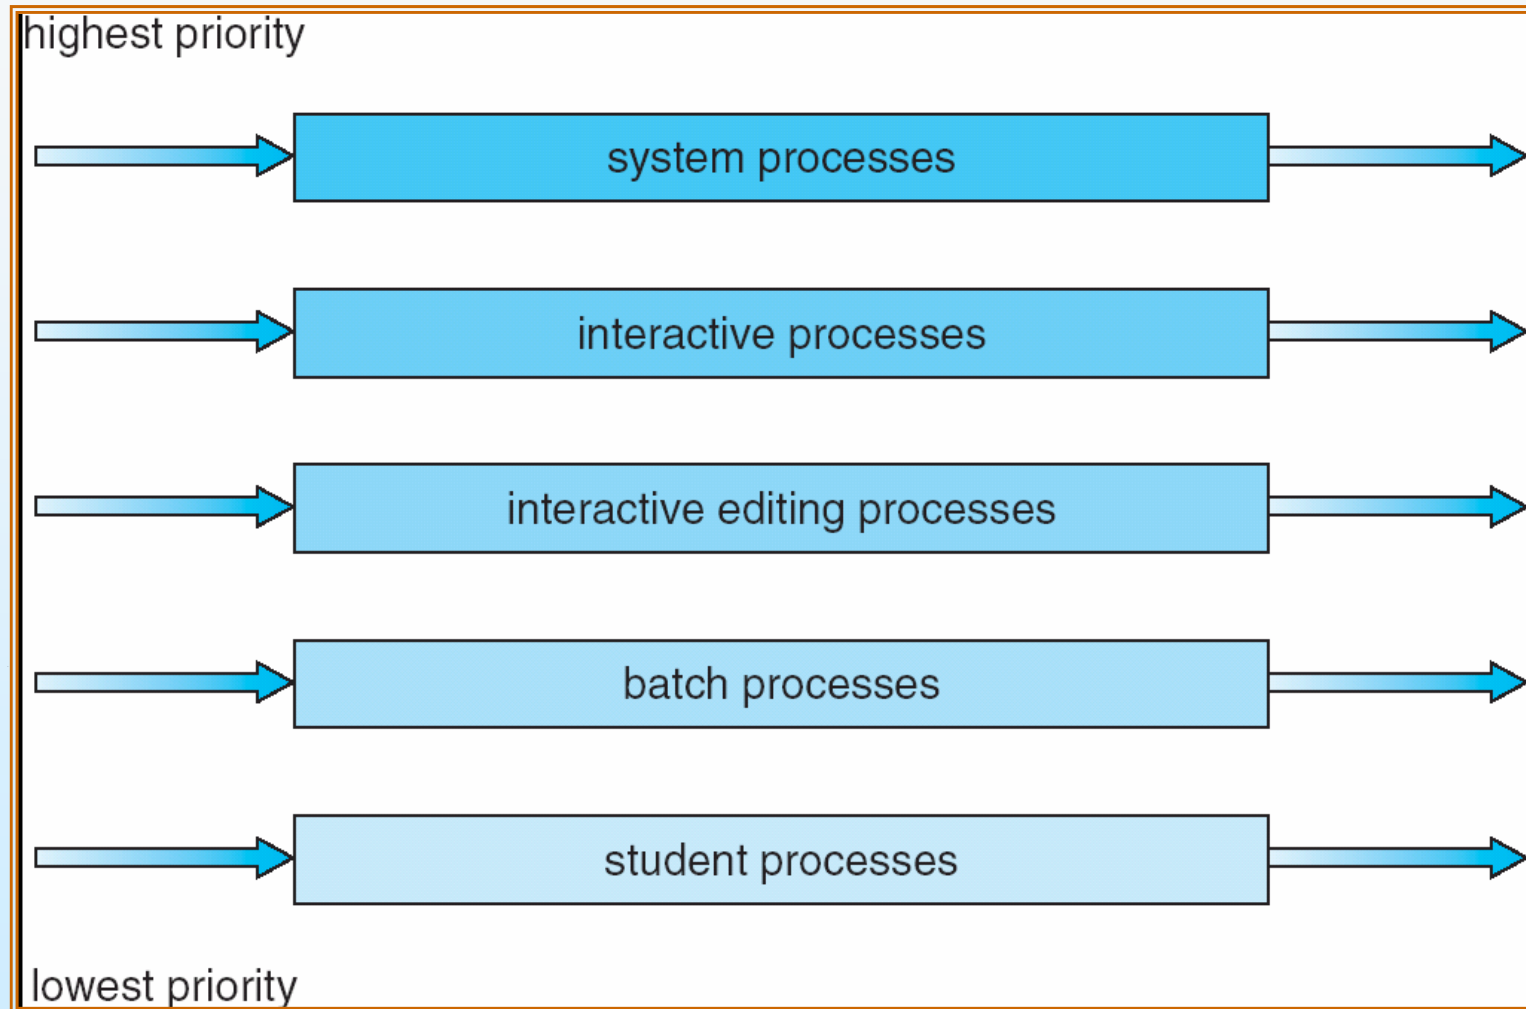 highest priority
system processes
interactive processes
interactive editing processes
batch processes
student processes
lowest priority